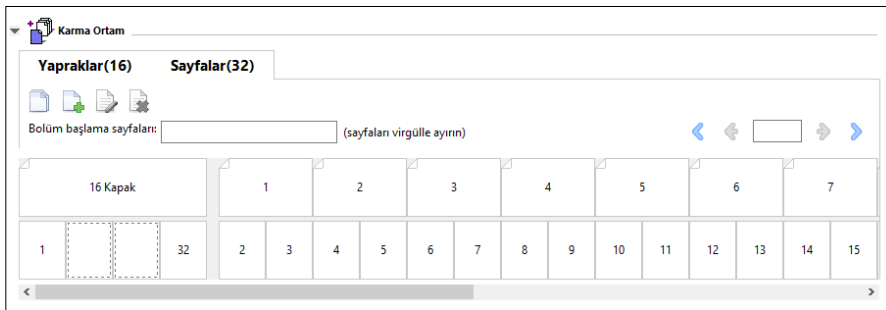 Karma Ortam
Yapraklar(16) Sayfalar(32)
Bolüm başlama sayfaları: (sayfaları virgülle ayırın)
16 Kapak 1 2 3 4 5 6 7
1 32 2 3 4 5 6 7 8 9 10 11 12 13 14 15